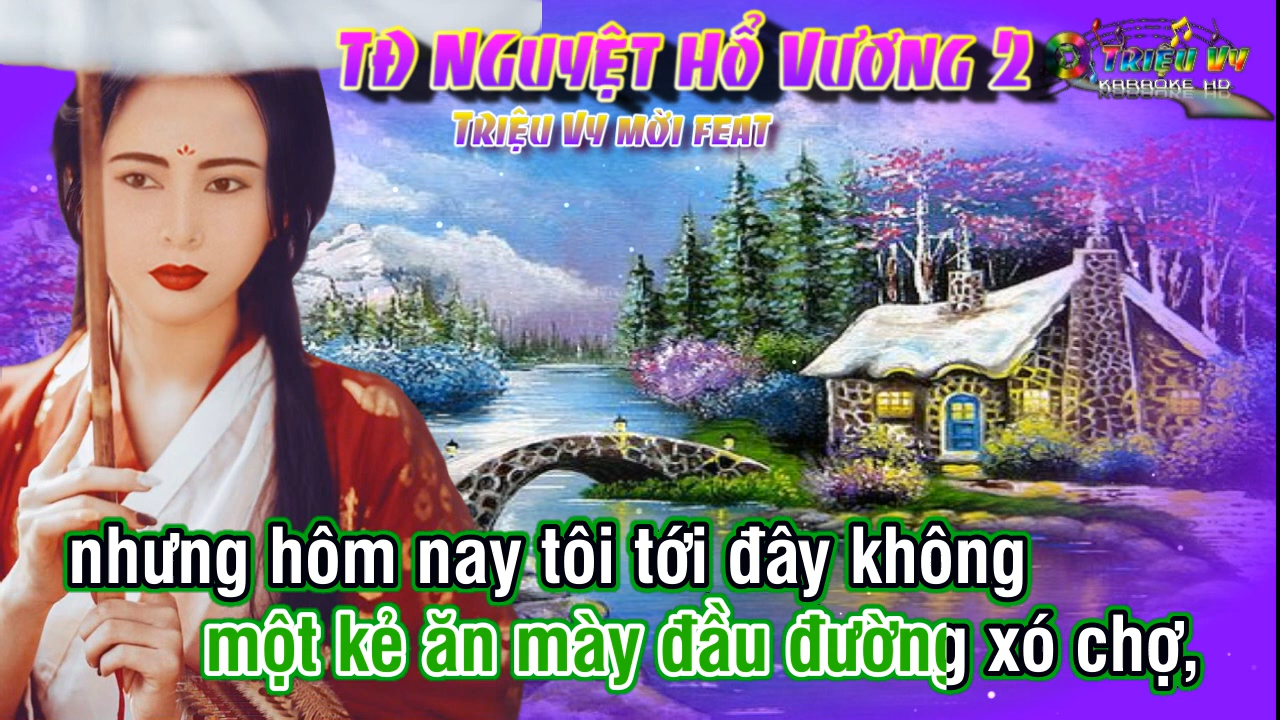 TĐ NGUYỆT HỔ VƯƠNG 2
TRIỆU VY
KARAOKE HD
TRIỆU VY MỜI FEAT
nhưng hôm nay tôi tới đây không
một kẻ ăn mày đầu đường xó chợ,